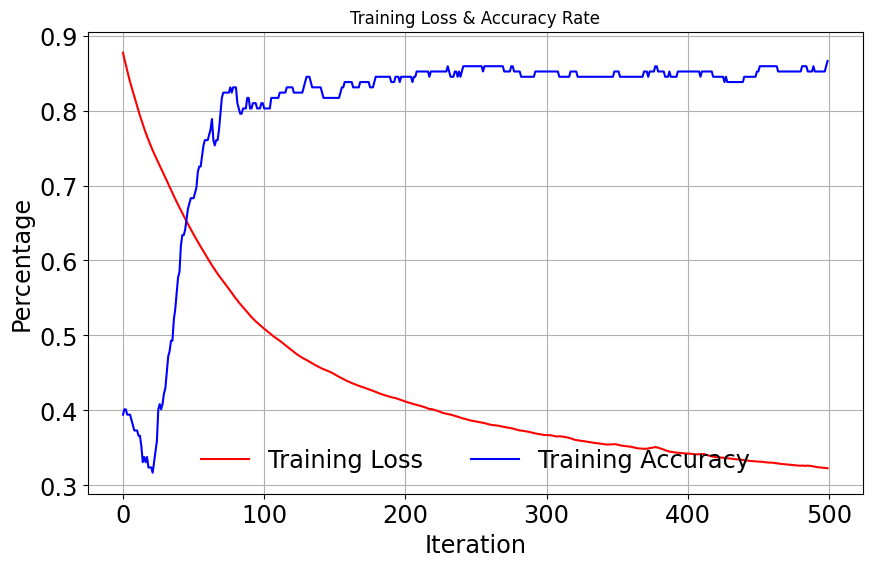 Training Loss & Accuracy Rate
0.9
0.8
0.7
0.6
0.5
0.4
0.3
Percentage
Training Loss
Training Accuracy
0 100 200 300 400 500
Iteration